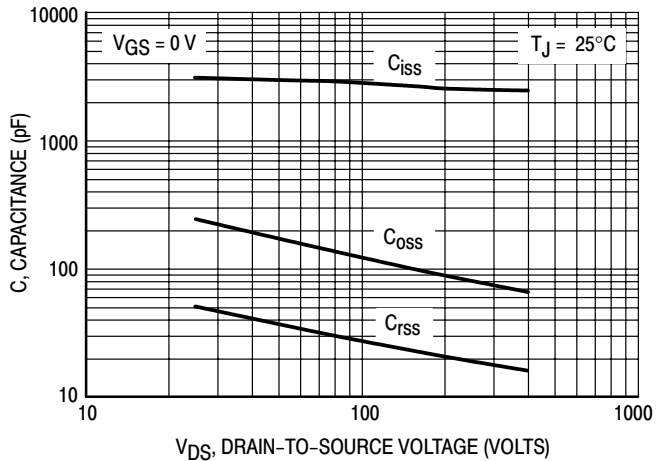 10000
VGS = 0 V
TJ = 25°C
Ciss
1000
Coss
100
Crss
10
10
100
1000
C, CAPACITANCE (pF)
VDS, DRAIN-TO-SOURCE VOLTAGE (VOLTS)